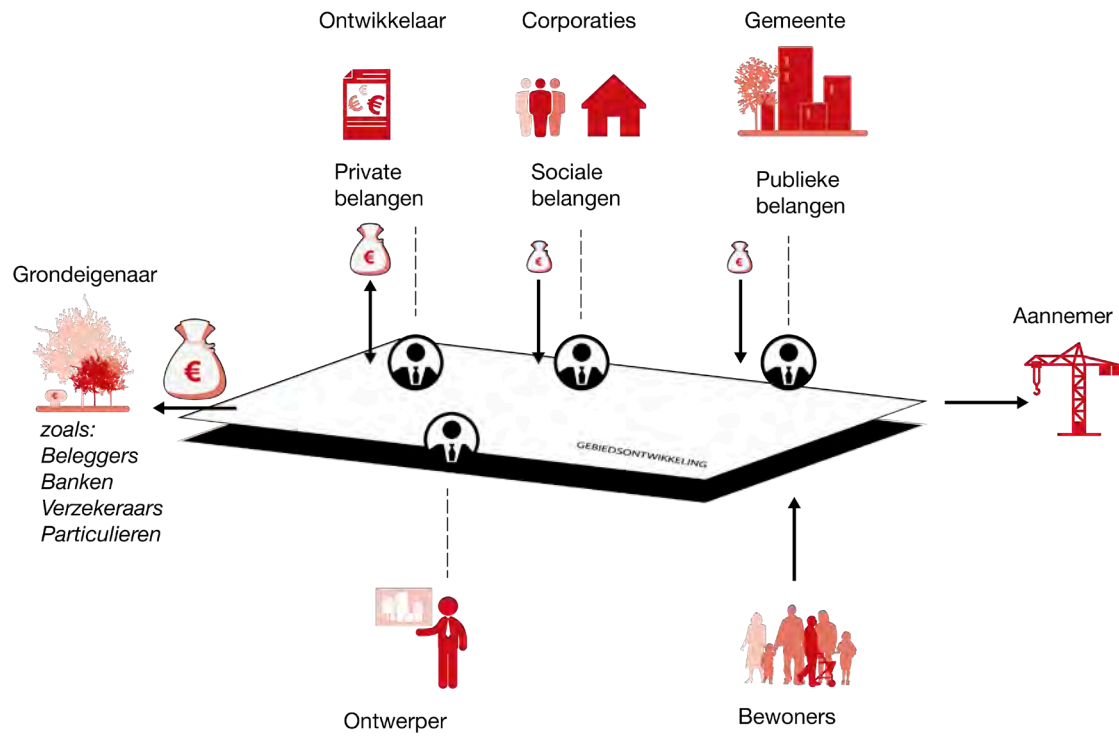 Ontwikkelaar
Corporaties
Gemeente
Private
belangen
Sociale
belangen
Publieke
belangen
Grondeigenaar
zoals:
Beleggers
Banken
Verzekeraars
Particulieren
Aannemer
GEBIEDSONTWIKKELING
Ontwerper
Bewoners